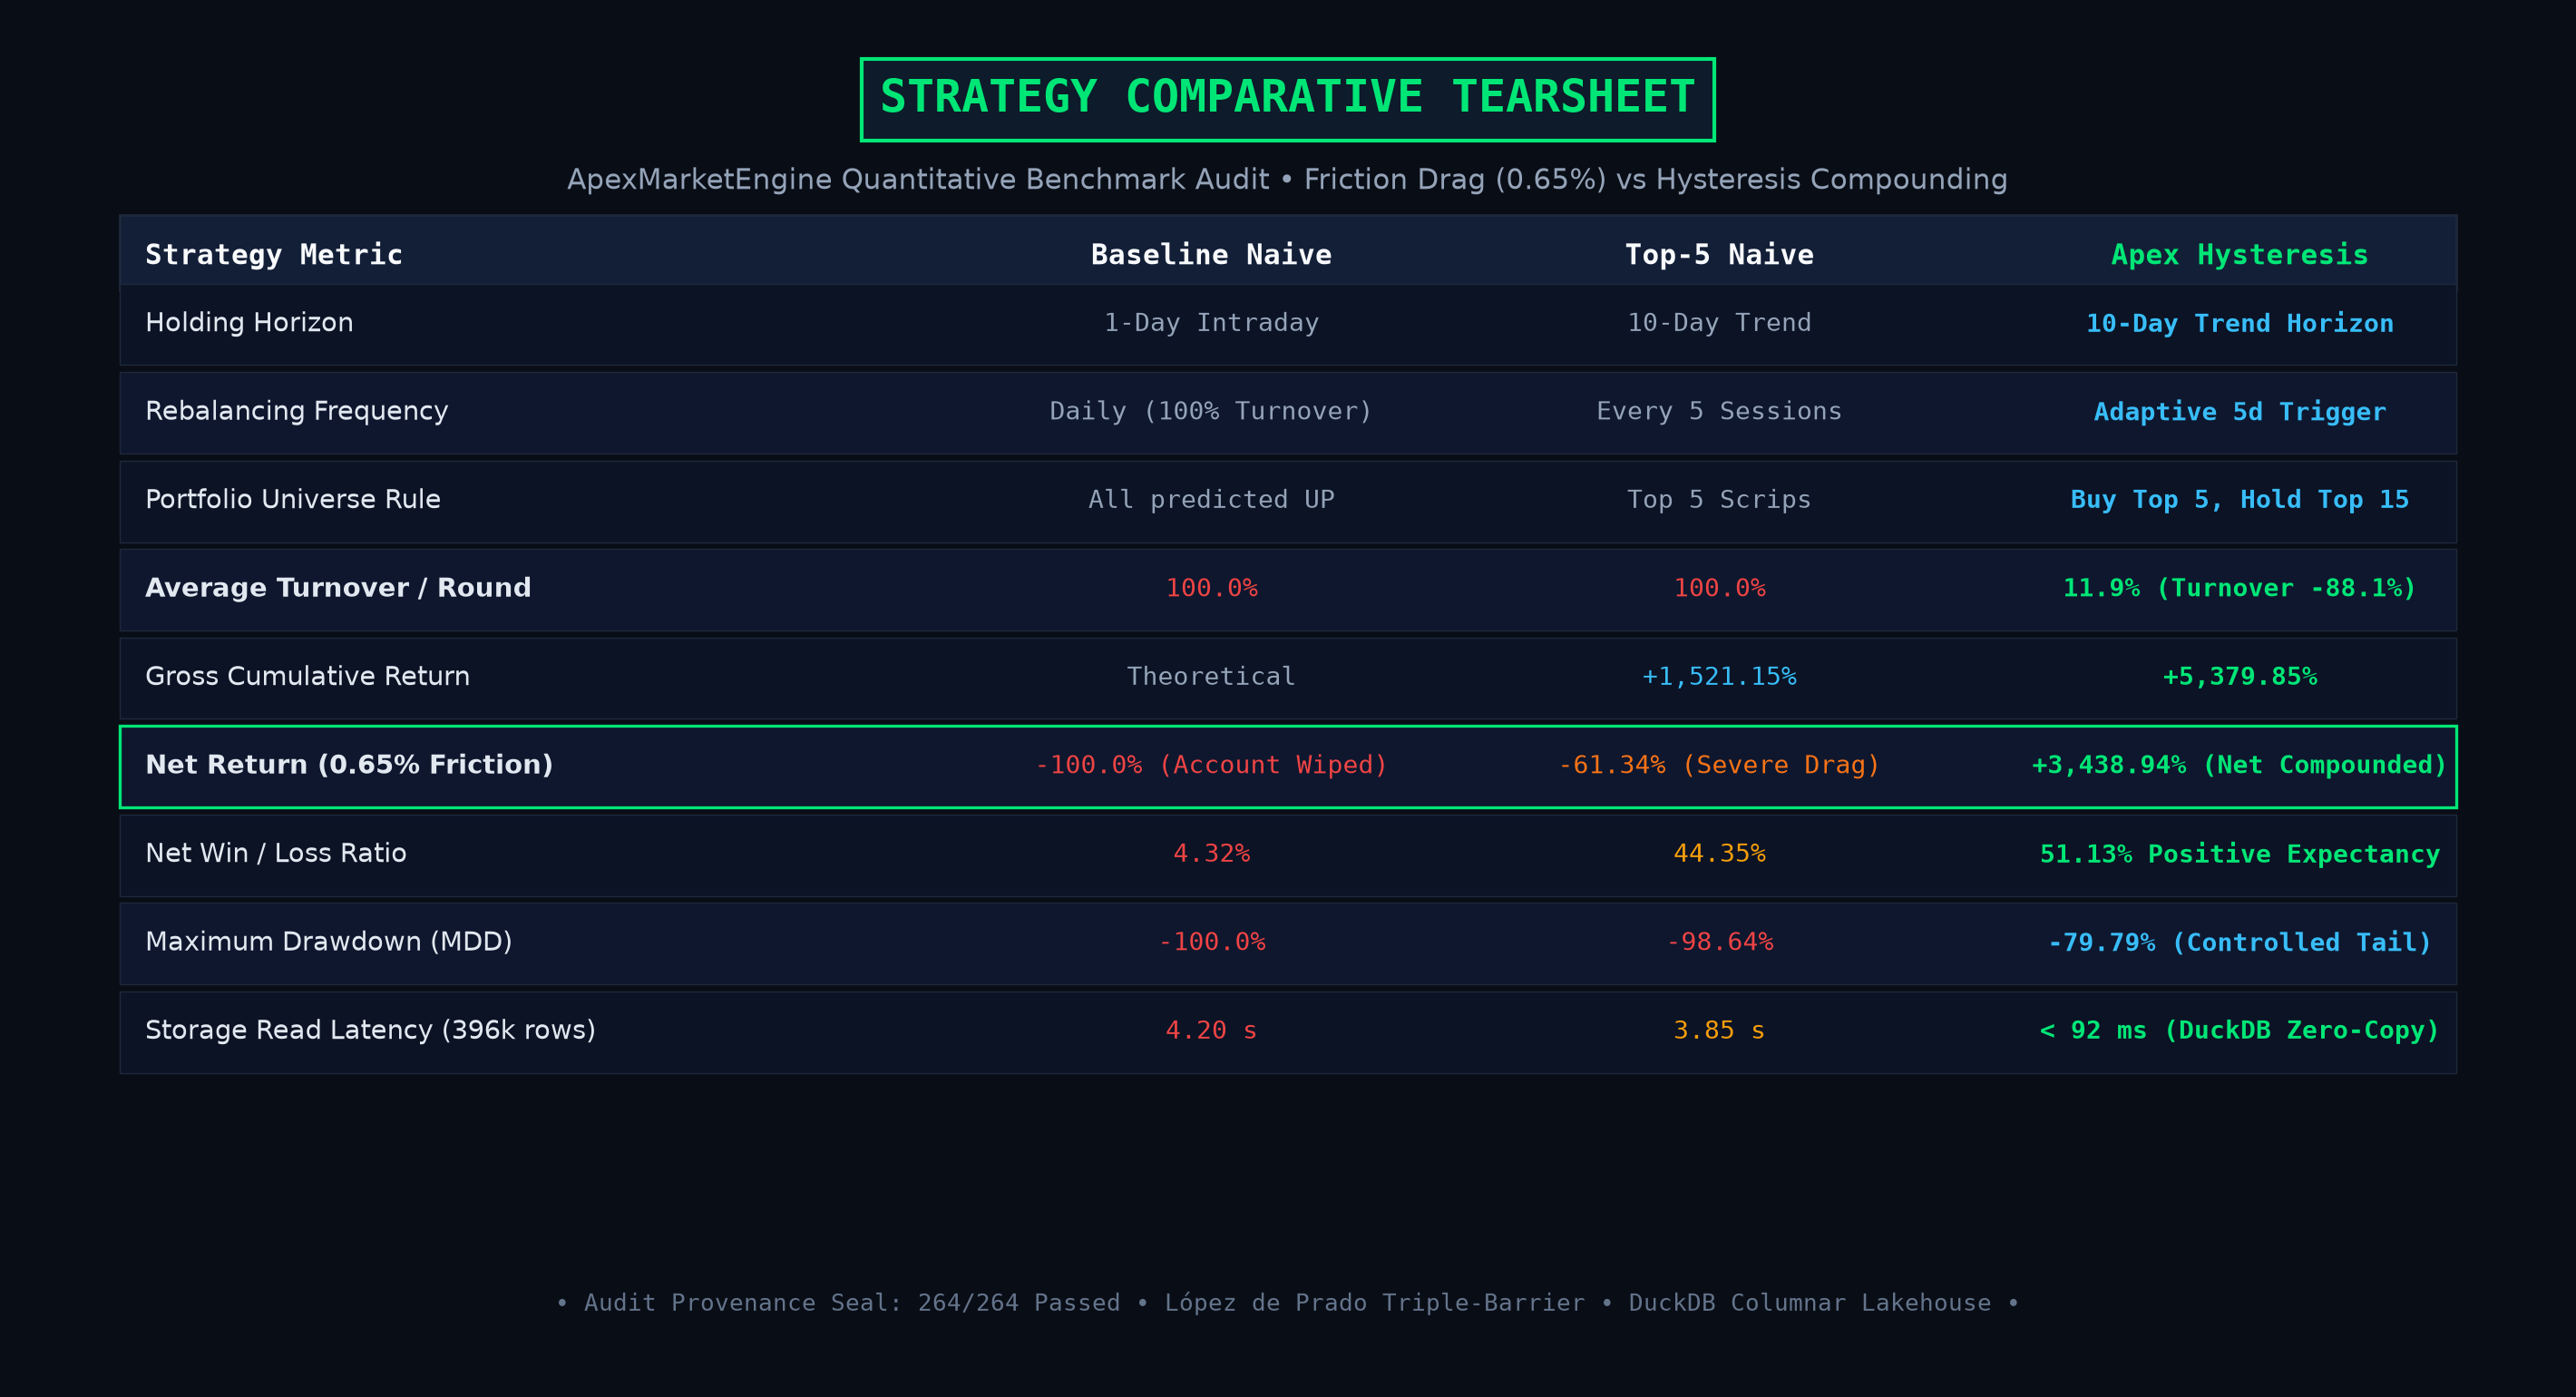 STRATEGY COMPARATIVE TEARSHEET
ApexMarketEngine Quantitative Benchmark Audit • Friction Drag (0.65%) vs Hysteresis Compounding
Strategy Metric Baseline Naive Top-5 Naive Apex Hysteresis
Holding Horizon 1-Day Intraday 10-Day Trend 10-Day Trend Horizon
Rebalancing Frequency Daily (100% Turnover) Every 5 Sessions Adaptive 5d Trigger
Portfolio Universe Rule All predicted UP Top 5 Scrips Buy Top 5, Hold Top 15
Average Turnover / Round 100.0% 100.0% 11.9% (Turnover -88.1%)
Gross Cumulative Return Theoretical +1,521.15% +5,379.85%
Net Return (0.65% Friction) -100.0% (Account Wiped) -61.34% (Severe Drag) +3,438.94% (Net Compounded)
Net Win / Loss Ratio 4.32% 44.35% 51.13% Positive Expectancy
Maximum Drawdown (MDD) -100.0% -98.64% -79.79% (Controlled Tail)
Storage Read Latency (396k rows) 4.20 s 3.85 s < 92 ms (DuckDB Zero-Copy)
• Audit Provenance Seal: 264/264 Passed • López de Prado Triple-Barrier • DuckDB Columnar Lakehouse •